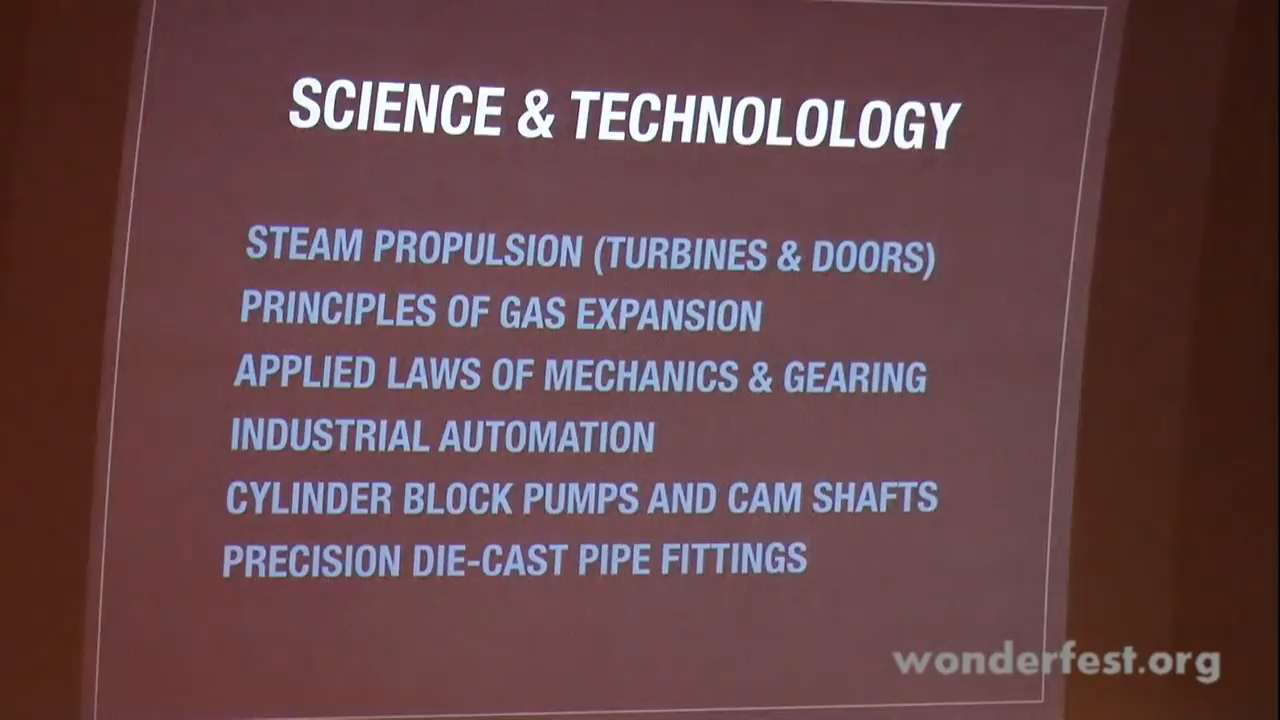 SCIENCE & TECHNOLOLOGY
STEAM PROPULSION (TURBINES & DOORS)
PRINCIPLES OF GAS EXPANSION
APPLIED LAWS OF MECHANICS & GEARING
INDUSTRIAL AUTOMATION
CYLINDER BLOCK PUMPS AND CAM SHAFTS
PRECISION DIE-CAST PIPE FITTINGS
wonderfest.org